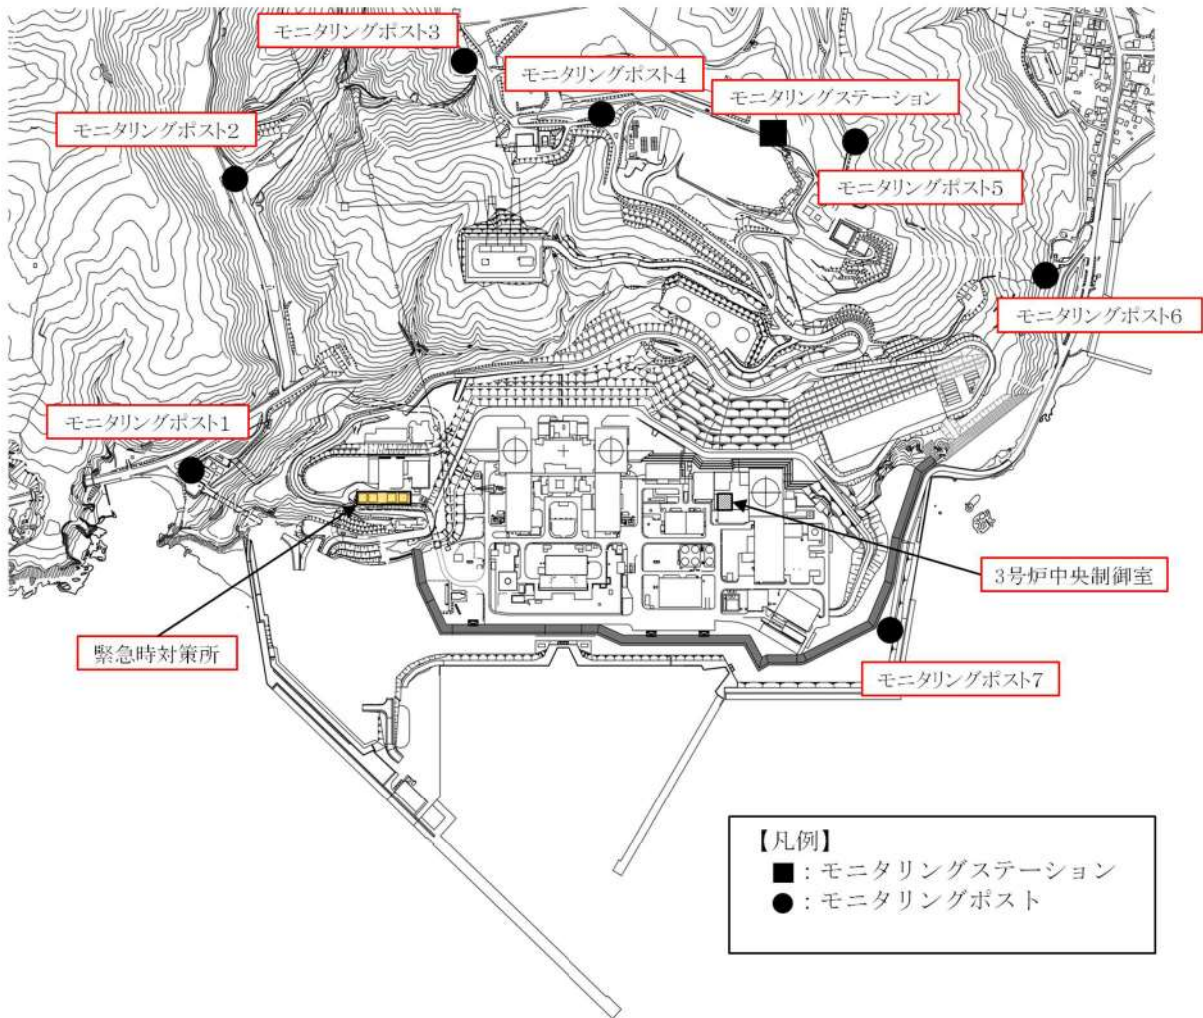 モニタリングポスト3
モニタリングポスト4
モニタリングステーション
モニタリングポスト2
モニタリングポスト5
モニタリングポスト6
モニタリングポスト1
3号炉中央制御室
緊急時対策所
モニタリングポスト7
【凡例】
■：モニタリングステーション
●：モニタリングポスト